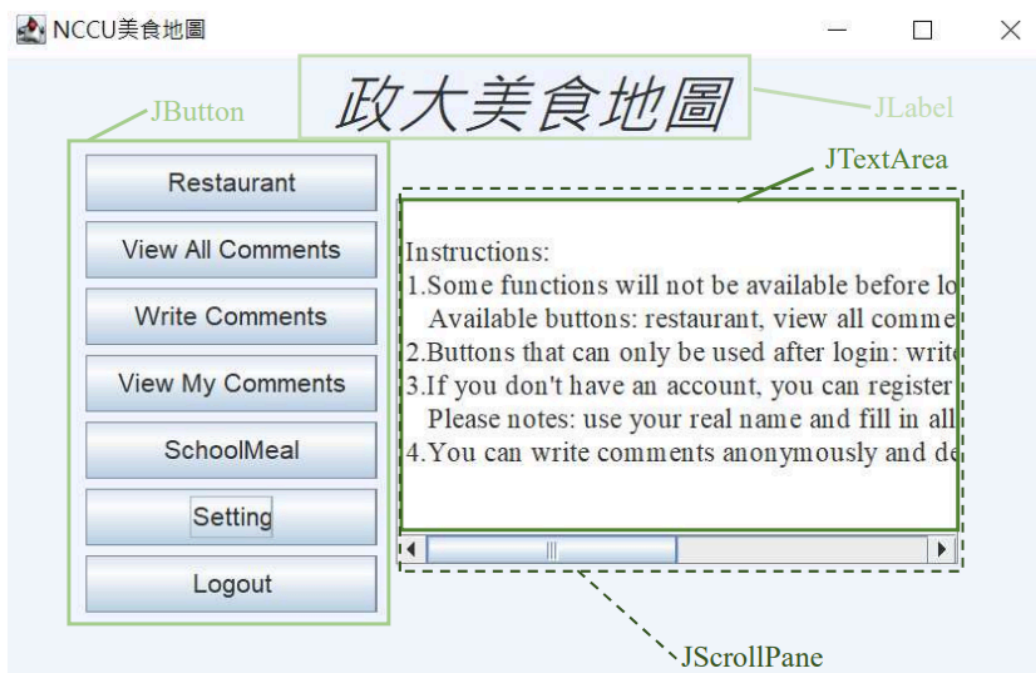 NCCU美食地圖
政大美食地圖
JButton
JLabel
JTextArea
Restaurant
View All Comments
Write Comments
View My Comments
SchoolMeal
Setting
Logout
Instructions:
1.Some functions will not be available before lo
Available buttons: restaurant, view all comme
2.Buttons that can only be used after login: write
3.If you don't have an account, you can register
Please notes: use your real name and fill in all
4.You can write comments anonymously and de
JScrollPane